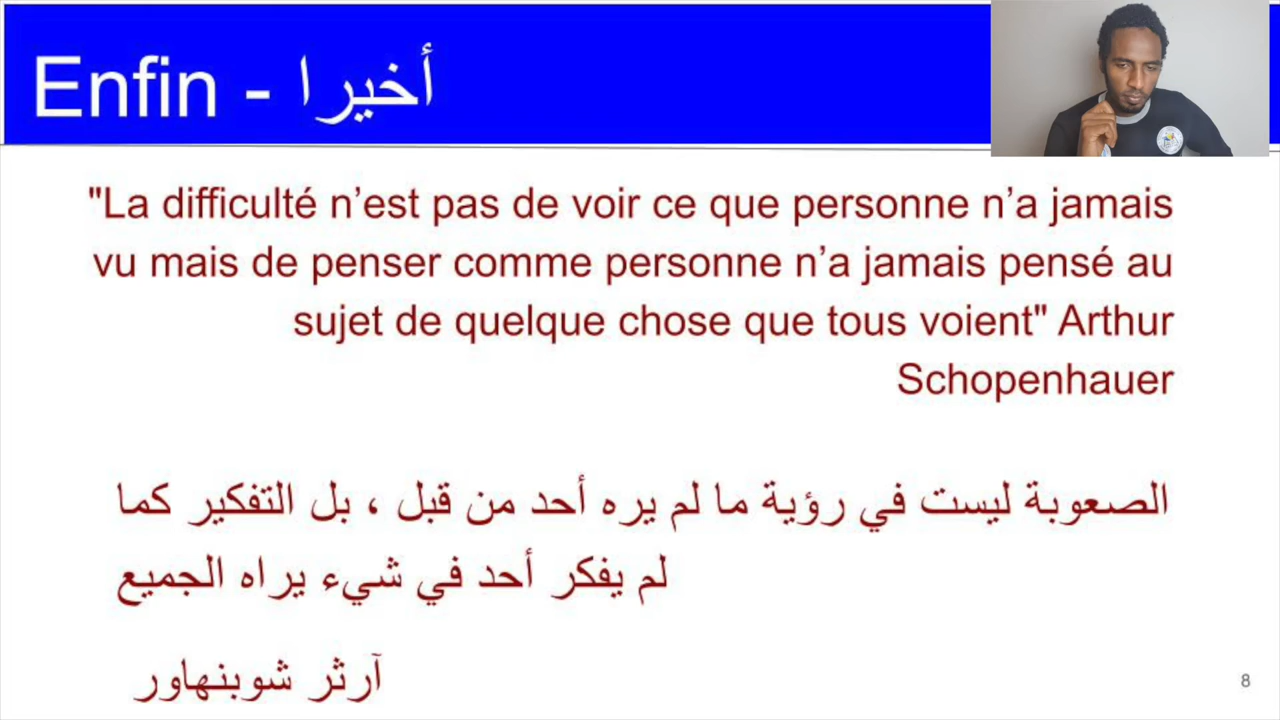 Enfin - أخيرا
"La difficulté n’est pas de voir ce que personne n’a jamais
vu mais de penser comme personne n’a jamais pensé au
sujet de quelque chose que tous voient" Arthur
Schopenhauer
الصعوبة ليست في رؤية ما لم يره أحد من قبل ، بل التفكير كما
لم يفكر أحد في شيء يراه الجميع
آرثر شوبنهاور
8